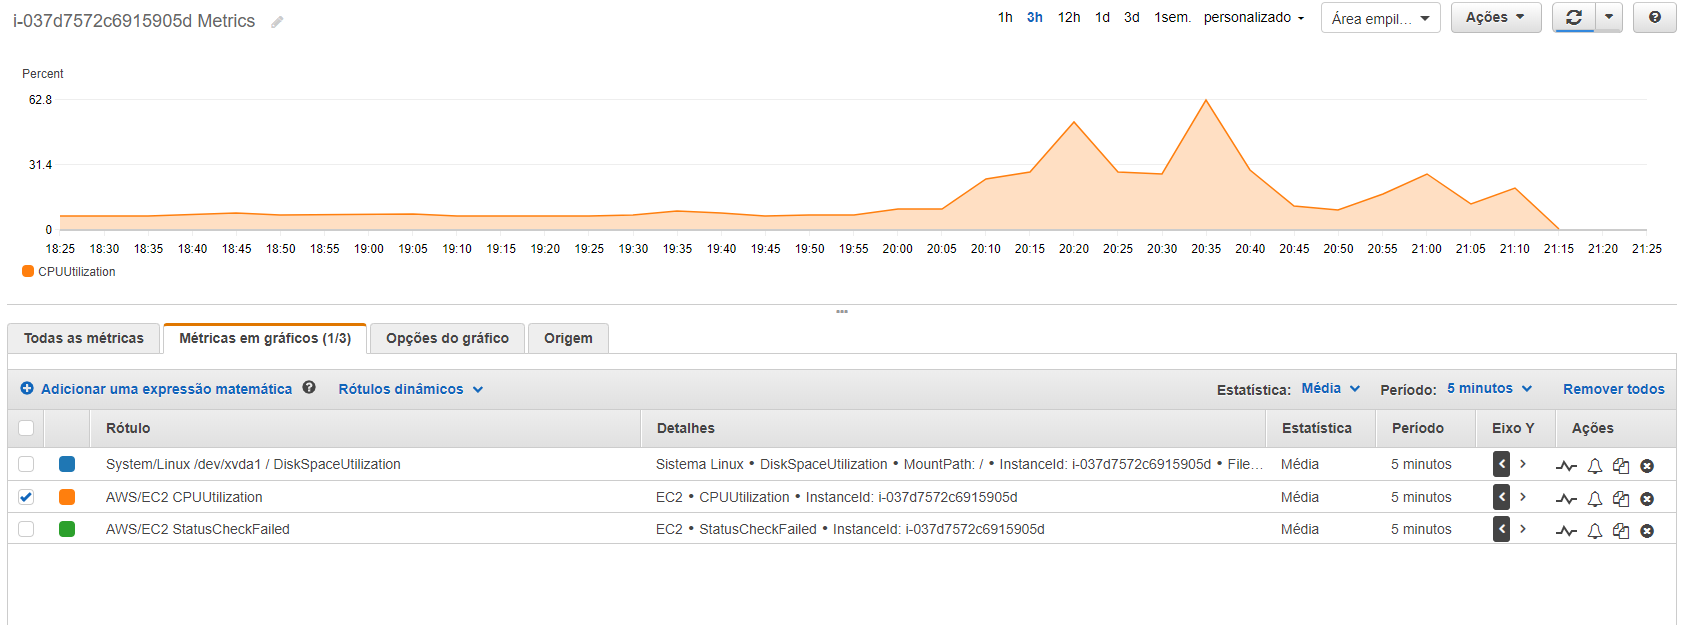 i-037d7572c6915905d Metrics
1h 3h 12h 1d 3d 1sem. personalizado Área empil... Ações
Percent
62.8
31.4
0
18:25 18:30 18:35 18:40 18:45 18:50 18:55 19:00 19:05 19:10 19:15 19:20 19:25 19:30 19:35 19:40 19:45 19:50 19:55 20:00 20:05 20:10 20:15 20:20 20:25 20:30 20:35 20:40 20:45 20:50 20:55 21:00 21:05 21:10 21:15 21:20 21:25
CPUUtilization
Todas as métricas Métricas em gráficos (1/3) Opções do gráfico Origem
Adicionar uma expressão matemática Rótulos dinâmicos Estatística: Média Período: 5 minutos Remover todos
Rótulo Detalhes Estatística Período Eixo Y Ações
System/Linux /dev/xvda1 / DiskSpaceUtilization Sistema Linux • DiskSpaceUtilization • MountPath: / • InstanceId: i-037d7572c6915905d • File... Média 5 minutos
AWS/EC2 CPUUtilization EC2 • CPUUtilization • InstanceId: i-037d7572c6915905d Média 5 minutos
AWS/EC2 StatusCheckFailed EC2 • StatusCheckFailed • InstanceId: i-037d7572c6915905d Média 5 minutos